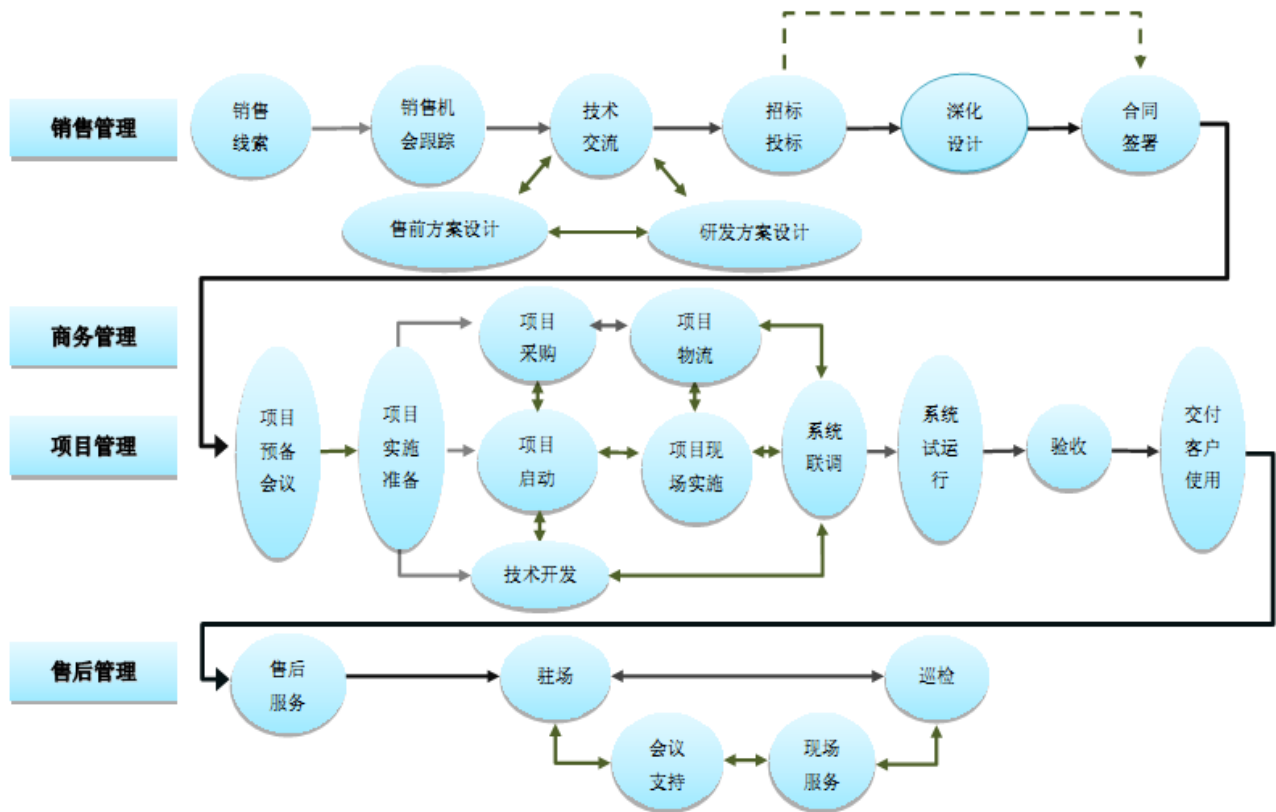 销售管理
销售
线索
销售机
会跟踪
技术
交流
招标
投标
深化
设计
合同
签署
售前方案设计
研发方案设计
商务管理
项目
采购
项目
物流
项目管理
项目
预备
会议
项目
实施
准备
项目
启动
项目现
场实施
系统
联调
系统
试运
行
验收
交付
客户
使用
技术开发
售后管理
售后
服务
驻场
巡检
会议
支持
现场
服务